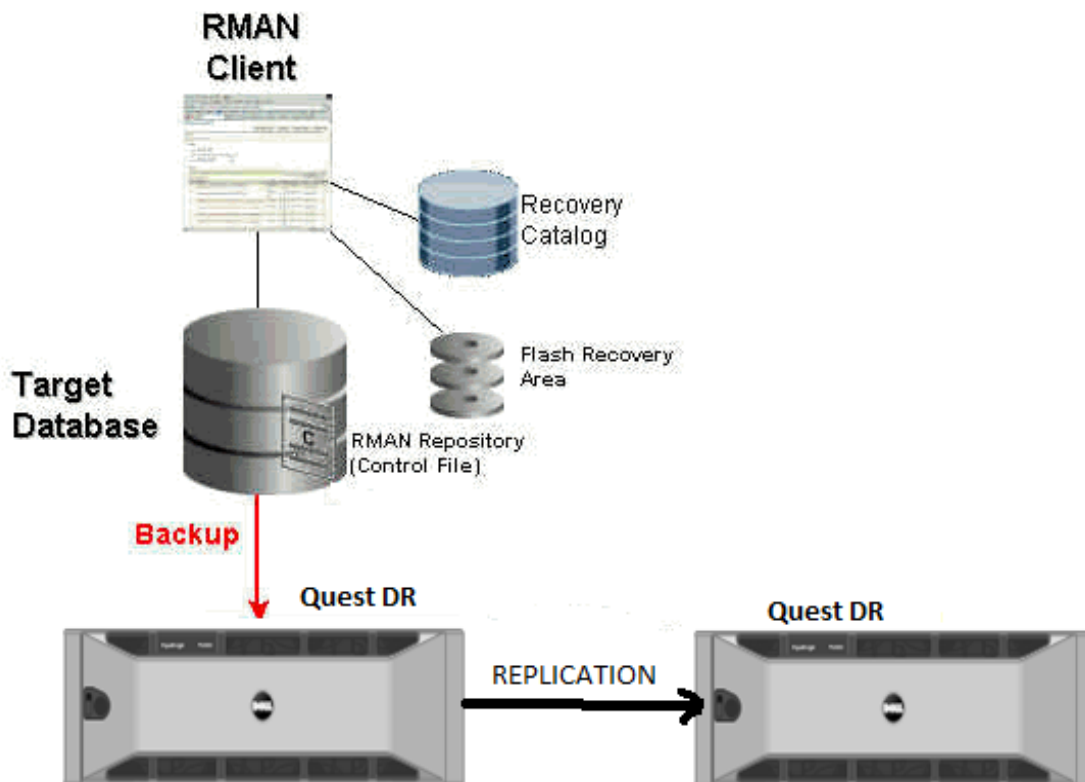 RMAN
Client
Recovery
Catalog
Flash Recovery
Area
Target
Database
C
RMAN Repository
(Control File)
Backup
Quest DR
Quest DR
REPLICATION